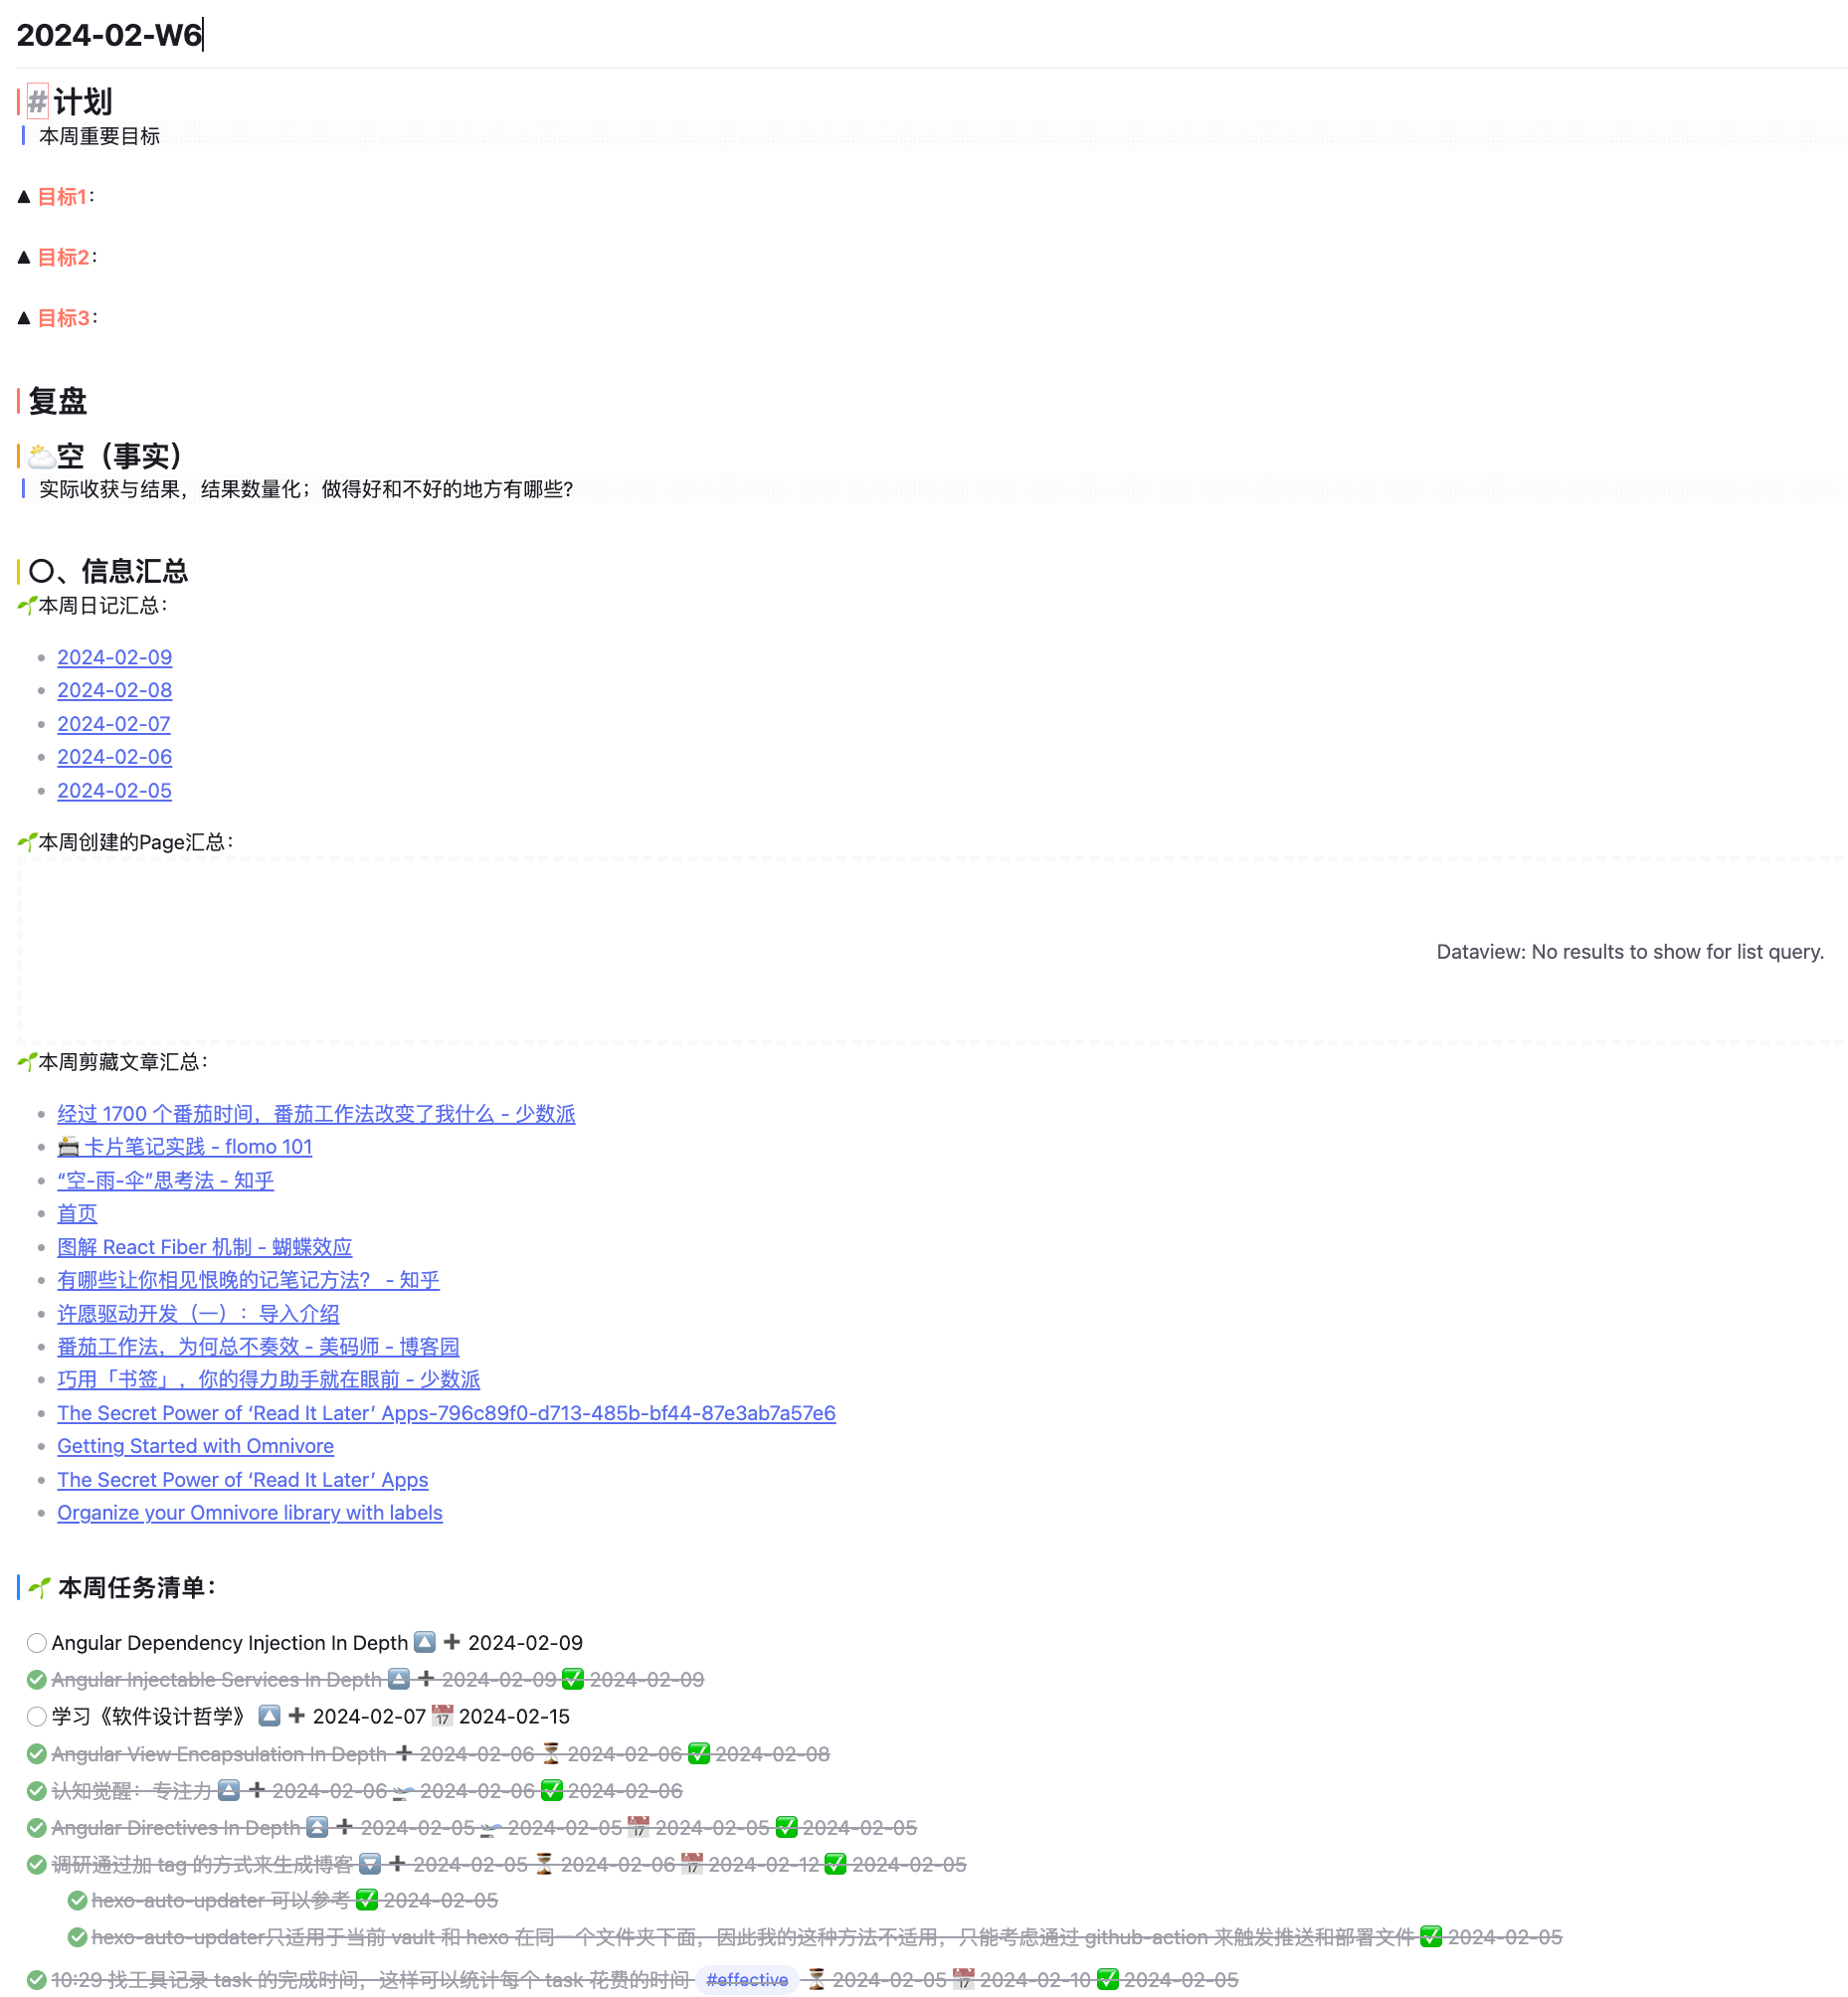 2024-02-W6
# 计划
本周重要目标
▲ 目标1：
▲ 目标2：
▲ 目标3：
复盘
🌥️空（事实）
实际收获与结果，结果数量化；做得好和不好的地方有哪些?
〇、信息汇总
🌱本周日记汇总：
2024-02-09
2024-02-08
2024-02-07
2024-02-06
2024-02-05
🌱本周创建的Page汇总：
Dataview: No results to show for list query.
🌱本周剪藏文章汇总：
经过 1700 个番茄时间，番茄工作法改变了我什么 - 少数派
📇 卡片笔记实践 - flomo 101
“空-雨-伞”思考法 - 知乎
首页
图解 React Fiber 机制 - 蝴蝶效应
有哪些让你相见恨晚的记笔记方法？ - 知乎
许愿驱动开发（一）：导入介绍
番茄工作法，为何总不奏效 - 美码师 - 博客园
巧用「书签」，你的得力助手就在眼前 - 少数派
The Secret Power of ‘Read It Later’ Apps-796c89f0-d713-485b-bf44-87e3ab7a57e6
Getting Started with Omnivore
The Secret Power of ‘Read It Later’ Apps
Organize your Omnivore library with labels
🌱 本周任务清单：
Angular Dependency Injection In Depth 🔼 ➕ 2024-02-09
Angular Injectable Services In Depth 🔼 ➕ 2024-02-09 ✅ 2024-02-09
学习《软件设计哲学》 🔼 ➕ 2024-02-07 📅 2024-02-15
Angular View Encapsulation In Depth ➕ 2024-02-06 ⏳ 2024-02-06 ✅ 2024-02-08
认知觉醒：专注力 🔼 ➕ 2024-02-06 🛫 2024-02-06 ✅ 2024-02-06
Angular Directives In Depth ⏫ ➕ 2024-02-05 🛫 2024-02-05 📅 2024-02-05 ✅ 2024-02-05
调研通过加 tag 的方式来生成博客 🔽 ➕ 2024-02-05 ⏳ 2024-02-06 📅 2024-02-12 ✅ 2024-02-05
hexo-auto-updater 可以参考 ✅ 2024-02-05
hexo-auto-updater只适用于当前 vault 和 hexo 在同一个文件夹下面，因此我的这种方法不适用，只能考虑通过 github-action 来触发推送和部署文件 ✅ 2024-02-05
10:29 找工具记录 task 的完成时间，这样可以统计每个 task 花费的时间 #effective ⏳ 2024-02-05 📅 2024-02-10 ✅ 2024-02-05